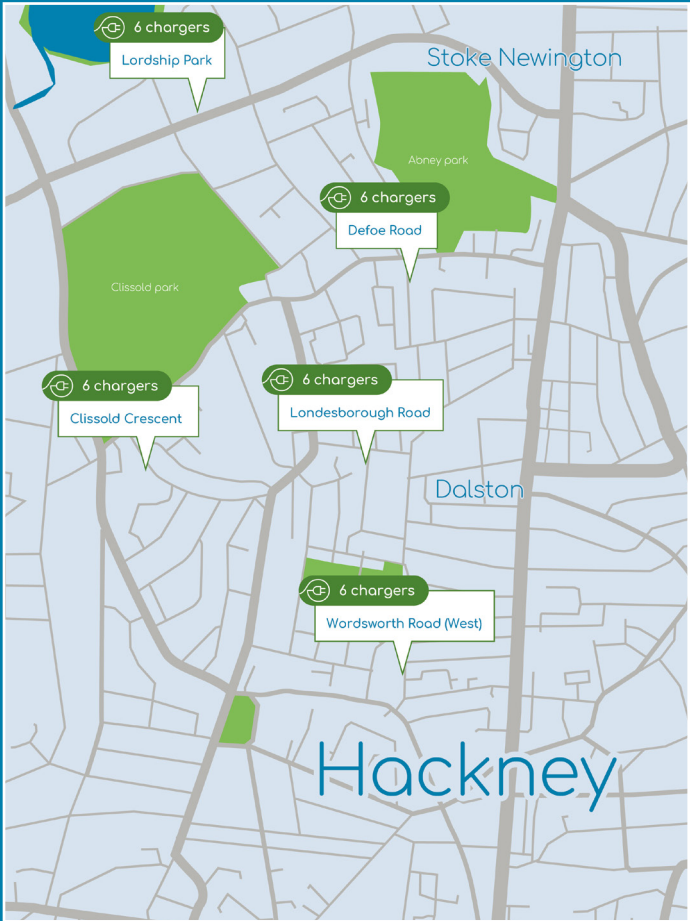 6 chargers
Lordship Park
Stoke Newington
Abney park
6 chargers
Defoe Road
Clissold park
6 chargers
Clissold Crescent
6 chargers
Londesborough Road
Dalston
6 chargers
Wordsworth Road (West)
Hackney